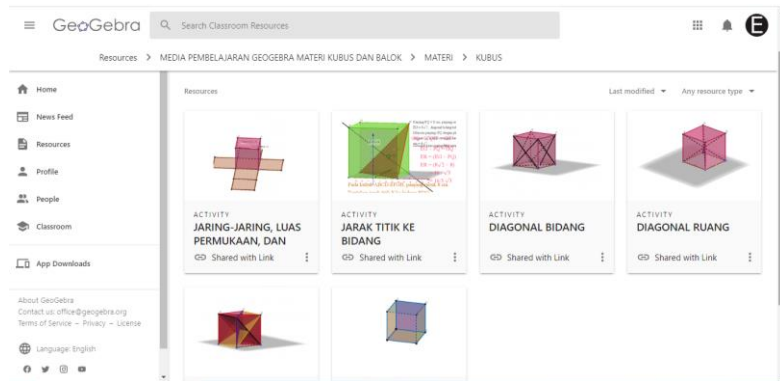 GeoGebra
Search Classroom Resources
E
Resources > MEDIA PEMBELAJARAN GEOGEBRA MATERI KUBUS DAN BALOK > MATERI > KUBUS
Home
News Feed
Resources
Profile
People
Classroom
App Downloads
About GeoGebra
Contact us: office@geogebra.org
Terms of Service – Privacy – License
Language: English
Resources
Last modified
Any resource type
ACTIVITY
JARING-JARING, LUAS
PERMUKAAN, DAN
Shared with Link
ACTIVITY
JARAK TITIK KE
BIDANG
Shared with Link
ACTIVITY
DIAGONAL BIDANG
Shared with Link
ACTIVITY
DIAGONAL RUANG
Shared with Link